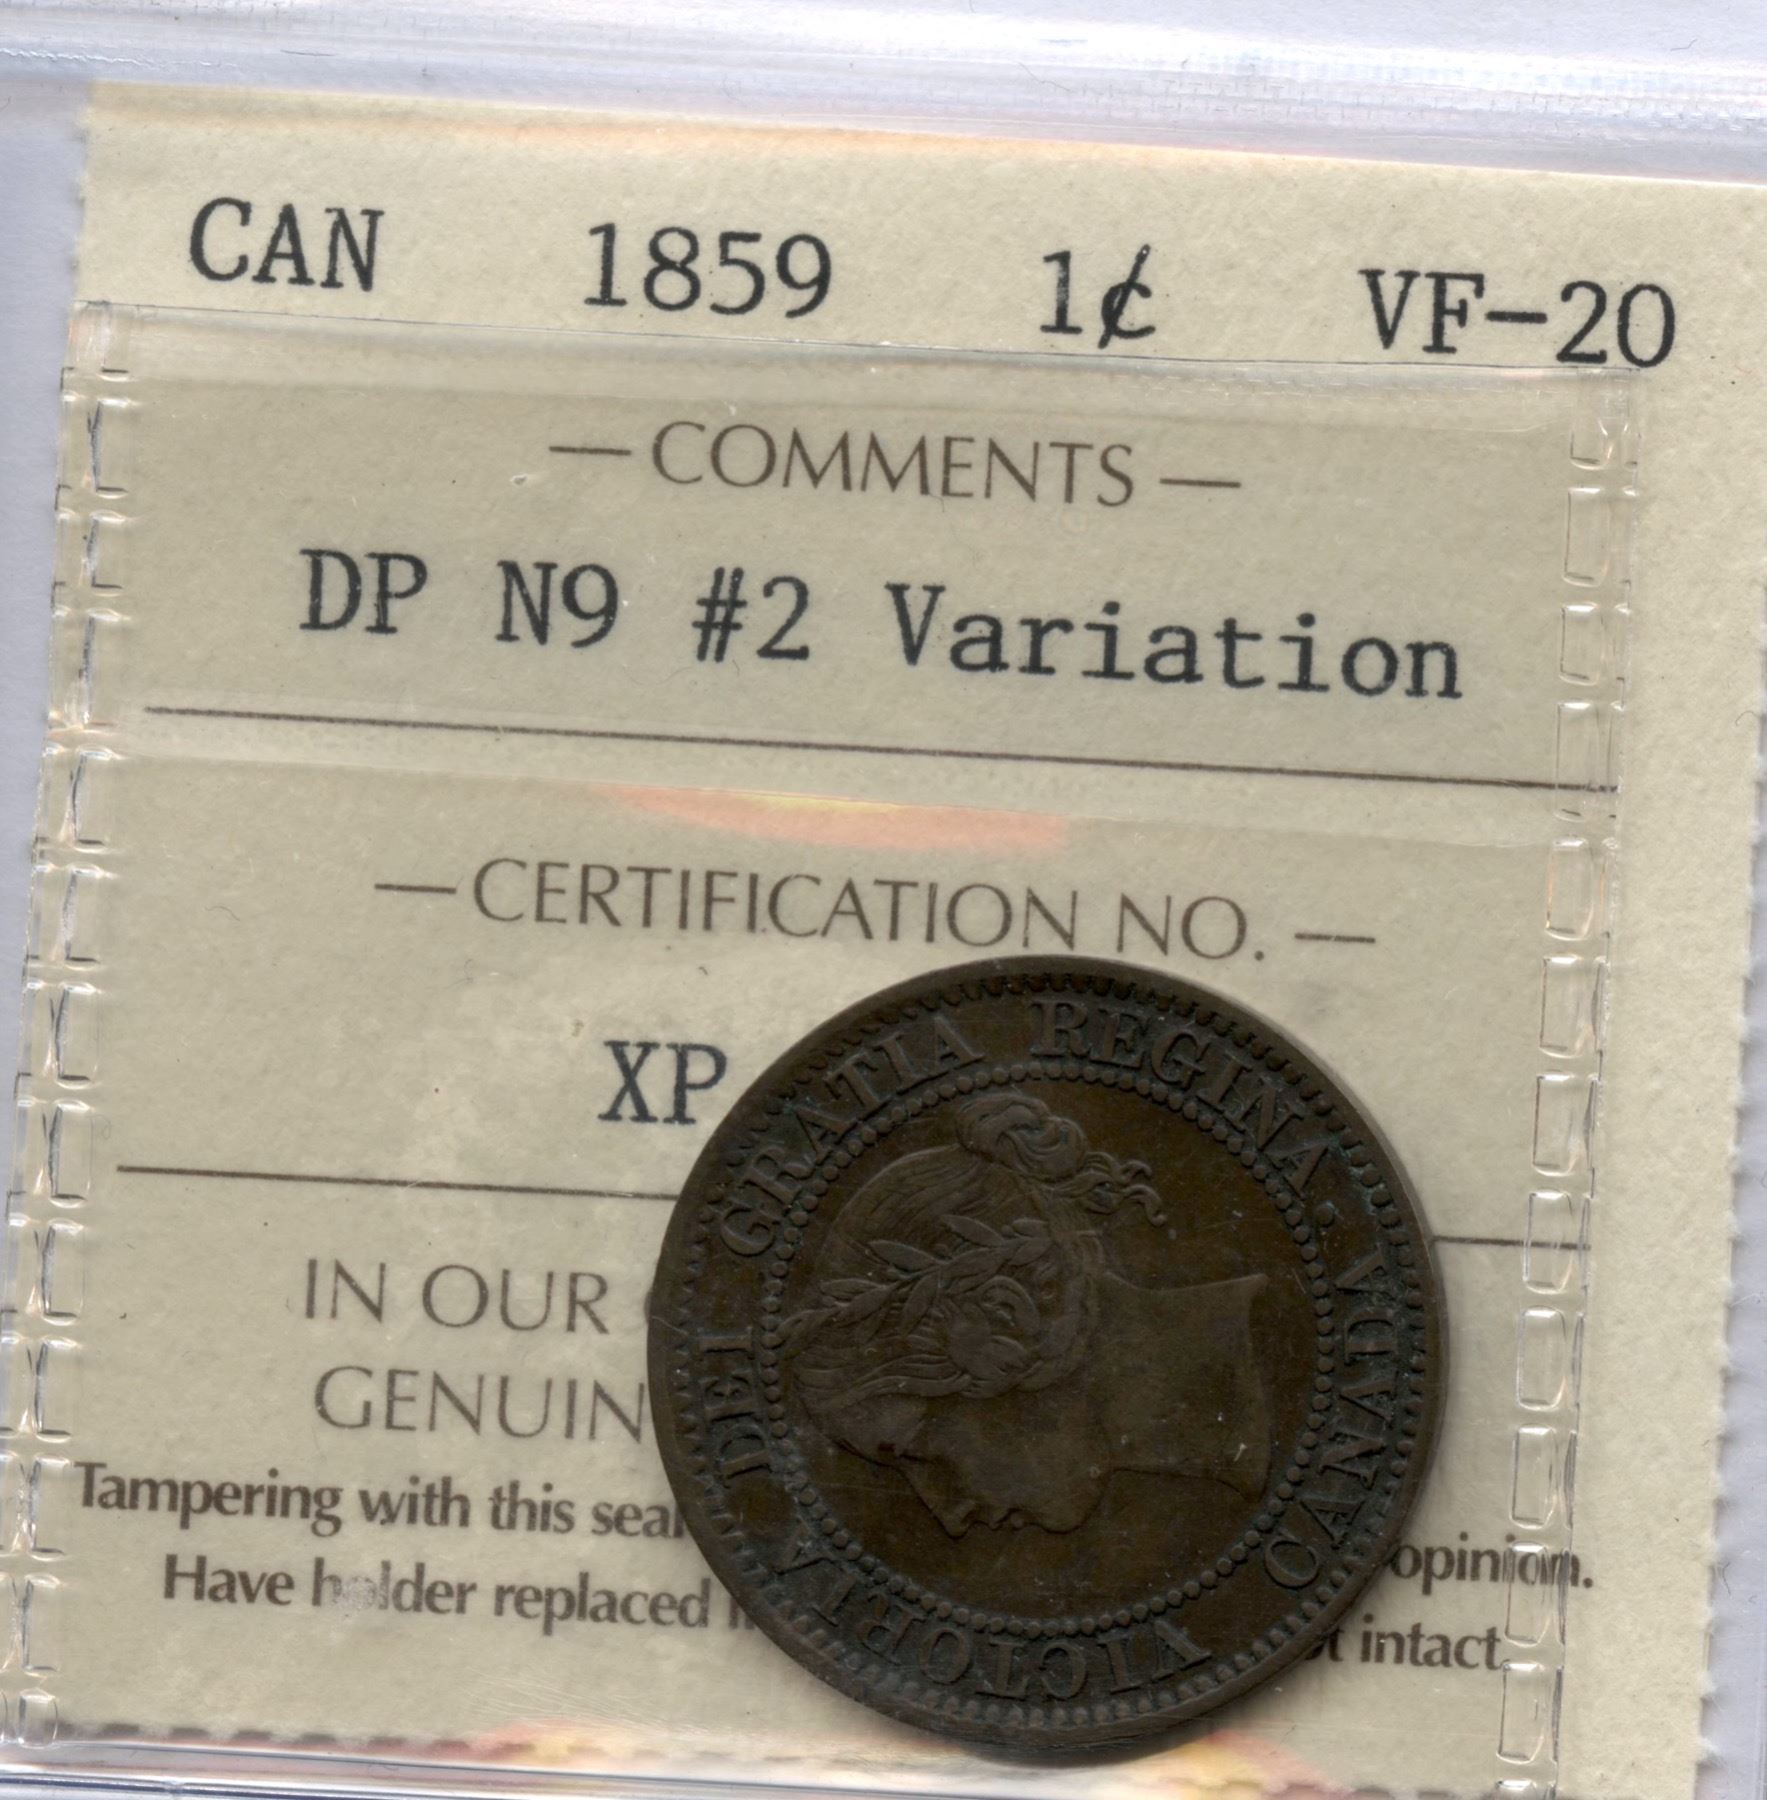 CAN 1859 1¢ VF-20
— COMMENTS —
DP N9 #2 Variation
— CERTIFICATION NO. —
XP
IN OUR
GENUIN
Tampering with this seal opinion.
Have holder replaced intact.
VICTORIA DEI GRATIA REGINA. CANADA